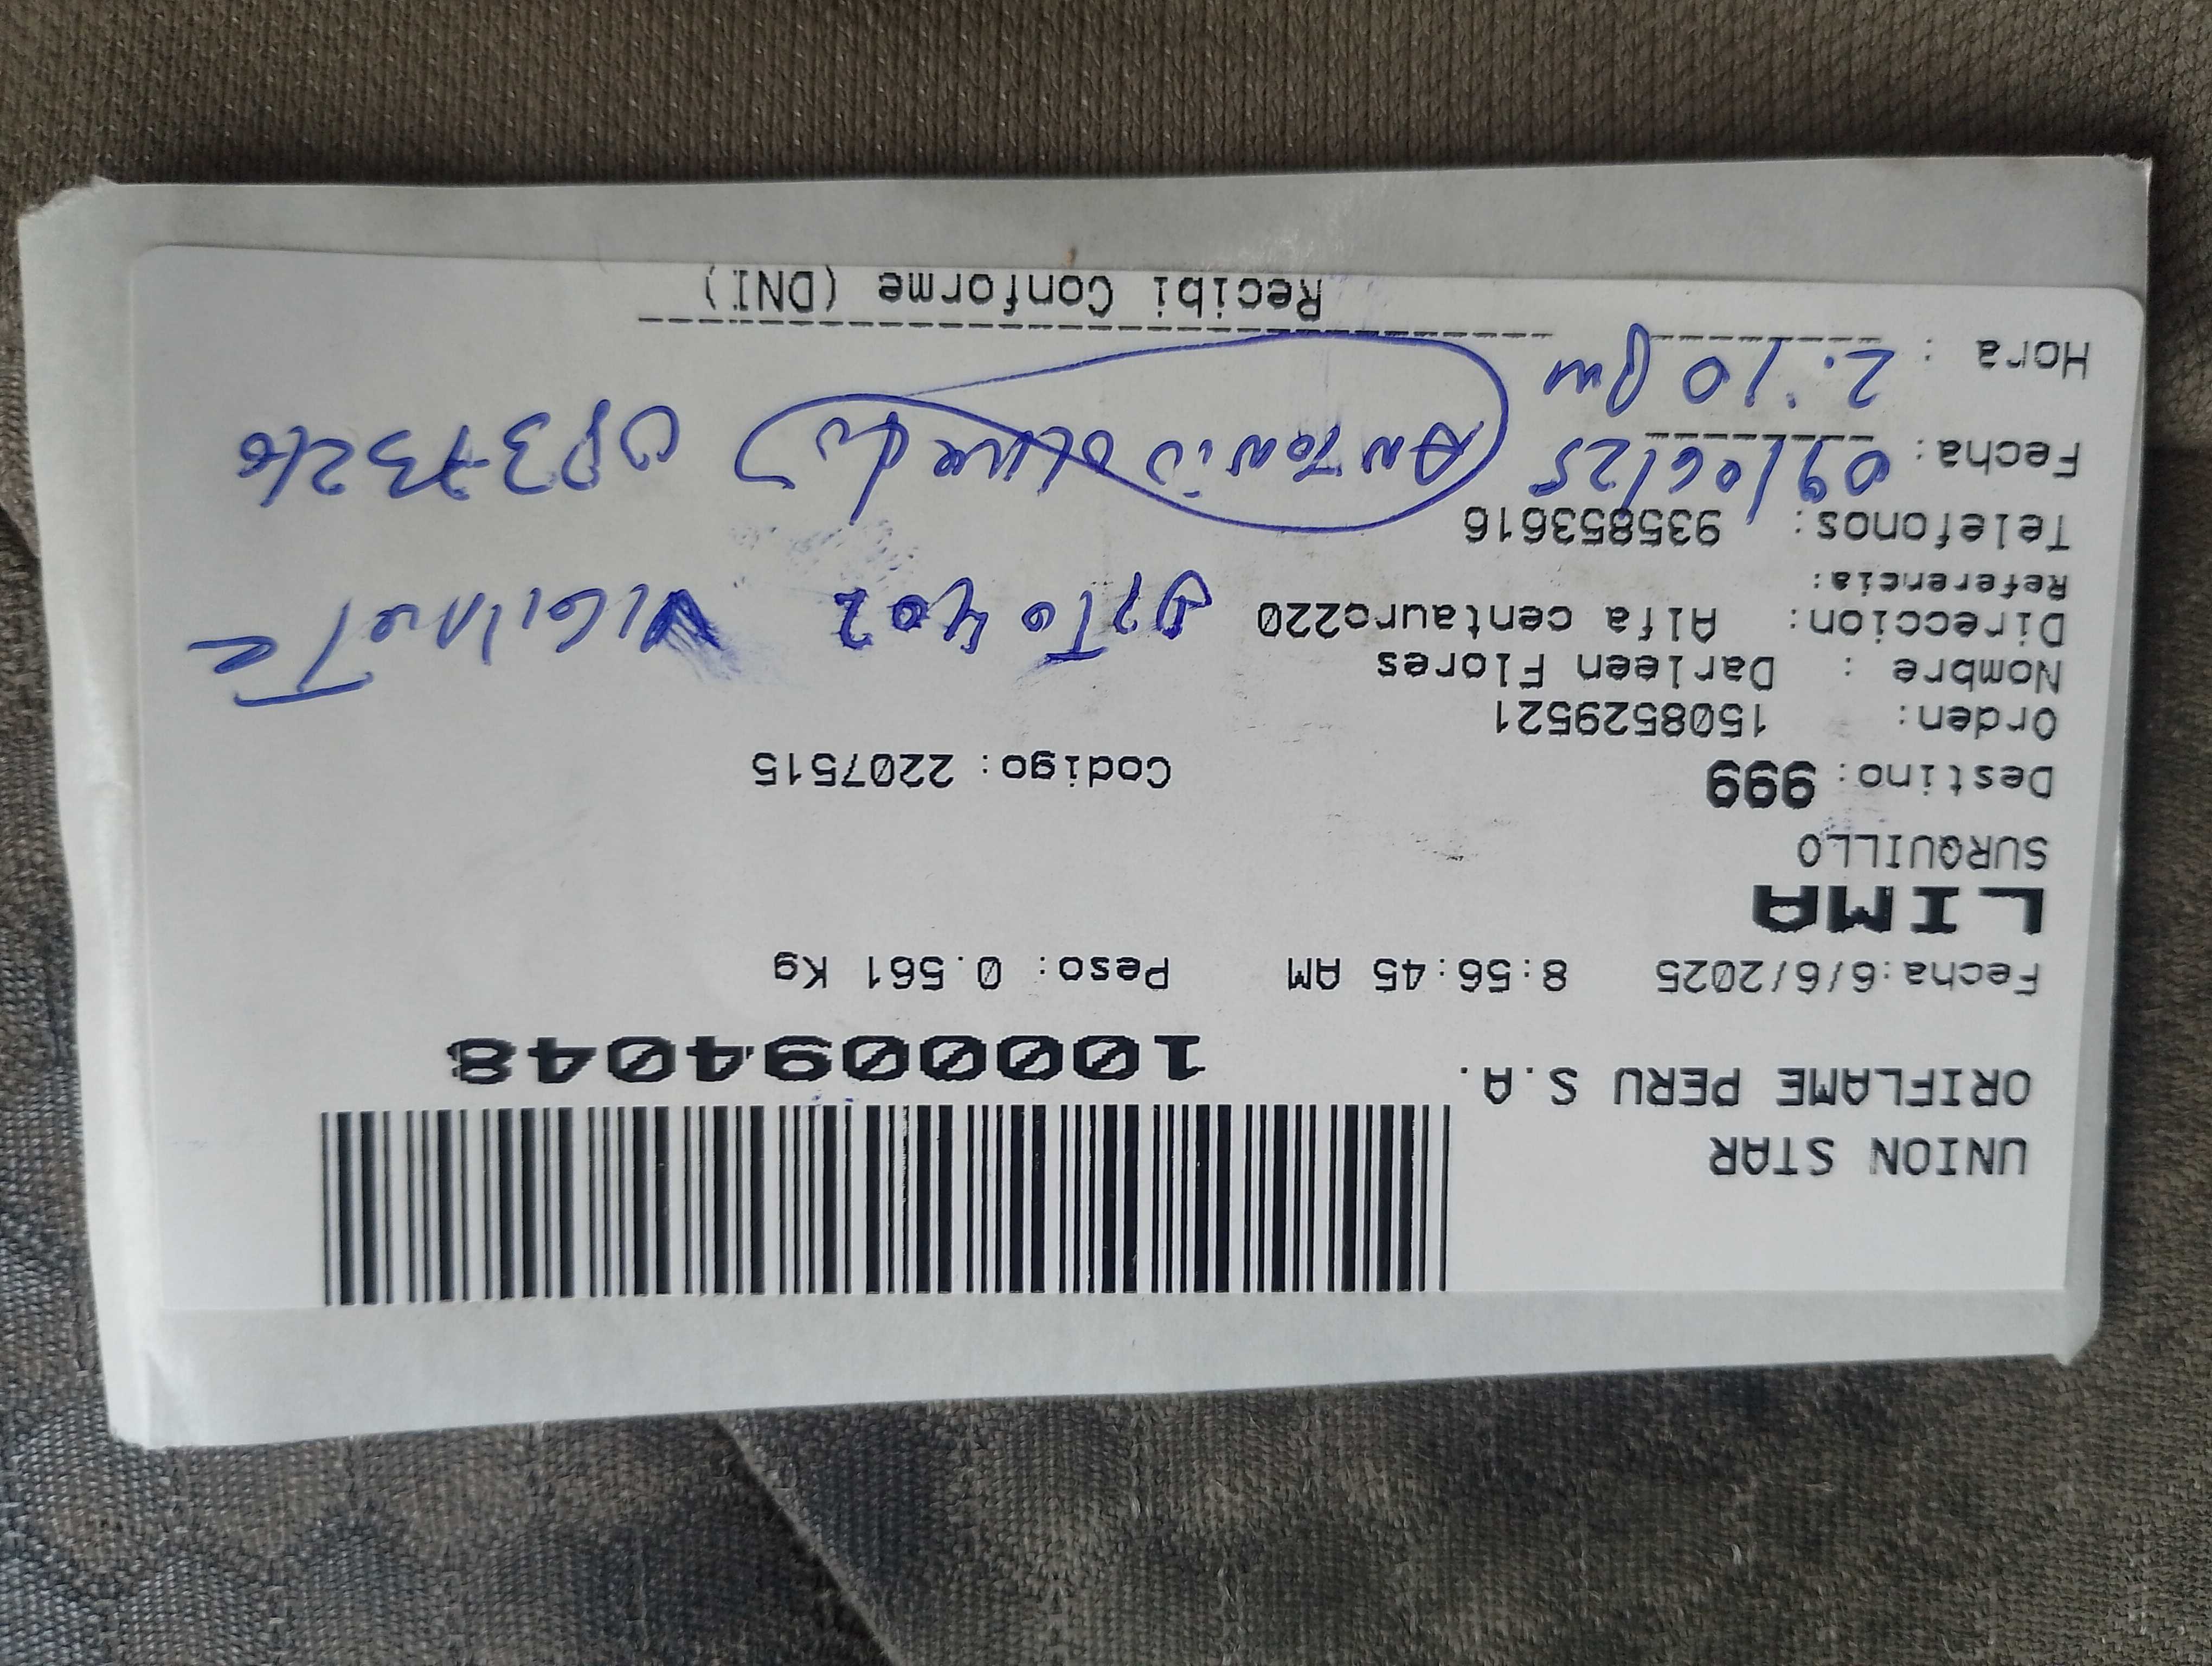 UNION STAR
ORIFLAME PERU S.A.
1000094048
Fecha:6/6/2025 8:56:45 AM Peso: 0.561 Kg
LIMA
SURQUILLO
Destino: 999 Codigo: 2207515
Orden: 1508529521
Nombre : Darleen Flores
Direccion: Alfa centauro220 DPTO 402 VIGILANTE
Referencia:
Telefonos: 935853616
Fecha: 09/06/25 ANTONIO
Hora : 2:10 Pm
Recibi Conforme (DNI)